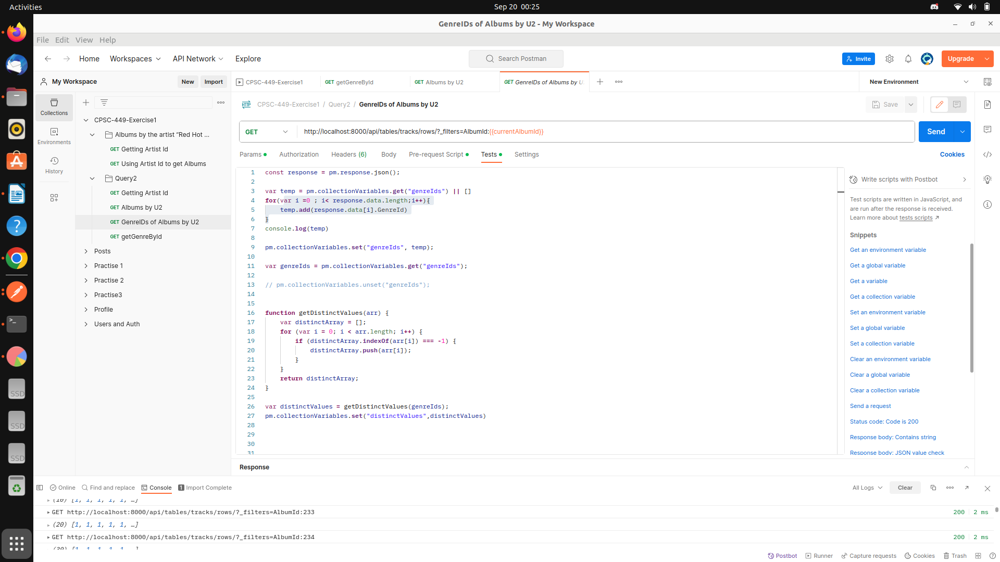 Activities
Sep 20 00:25
GenreIDs of Albums by U2 - My Workspace
File Edit View Help
Home Workspaces API Network Explore
Search Postman
Invite
Upgrade
My Workspace
New Import
CPSC-449-Exercise1
GET getGenreById
GET Albums by U2
GET GenreIDs of Albums by U
New Environment
Collections
Environments
History
CPSC-449-Exercise1
Albums by the artist “Red Hot ...
GET Getting Artist Id
GET Using Artist Id to get Albums
Query2
GET Getting Artist Id
GET Albums by U2
GET GenreIDs of Albums by U2
GET getGenreById
Posts
Practise 1
Practise 2
Practise3
Profile
Users and Auth
HTTP CPSC-449-Exercise1 / Query2 / GenreIDs of Albums by U2
Save
GET http://localhost:8000/api/tables/tracks/rows/?_filters=AlbumId:{{currentAlbumId}}
Send
Params Authorization Headers (6) Body Pre-request Script Tests Settings
Cookies
1 const response = pm.response.json();
2
3 var temp = pm.collectionVariables.get("genreIds") || []
4 for(var i =0 ; i< response.data.length;i++){
5 temp.add(response.data[i].GenreId)
6 }
7 console.log(temp)
8
9 pm.collectionVariables.set("genreIds", temp);
10
11 var genreIds = pm.collectionVariables.get("genreIds");
12
13 // pm.collectionVariables.unset("genreIds");
14
15
16 function getDistinctValues(arr) {
17 var distinctArray = [];
18 for (var i = 0; i < arr.length; i++) {
19 if (distinctArray.indexOf(arr[i]) === -1) {
20 distinctArray.push(arr[i]);
21 }
22 }
23 return distinctArray;
24 }
25
26 var distinctValues = getDistinctValues(genreIds);
27 pm.collectionVariables.set("distinctValues",distinctValues)
28
29
30
31
Write scripts with Postbot
Test scripts are written in JavaScript, and
are run after the response is received.
Learn more about tests scripts
Snippets
Get an environment variable
Get a global variable
Get a variable
Get a collection variable
Set an environment variable
Set a global variable
Set a collection variable
Clear an environment variable
Clear a global variable
Clear a collection variable
Send a request
Status code: Code is 200
Response body: Contains string
Response body: JSON value check
Response
Online Find and replace Console 1 Import Complete
All Logs Clear
(10) [1, 1, 1, 1, 1, …]
GET http://localhost:8000/api/tables/tracks/rows/?_filters=AlbumId:233 200 2 ms
(20) [1, 1, 1, 1, 1, …]
GET http://localhost:8000/api/tables/tracks/rows/?_filters=AlbumId:234 200 2 ms
(30) [1, 1, 1, 1, 1, …]
Postbot Runner Capture requests Cookies Trash
SSD
SSD
SSD